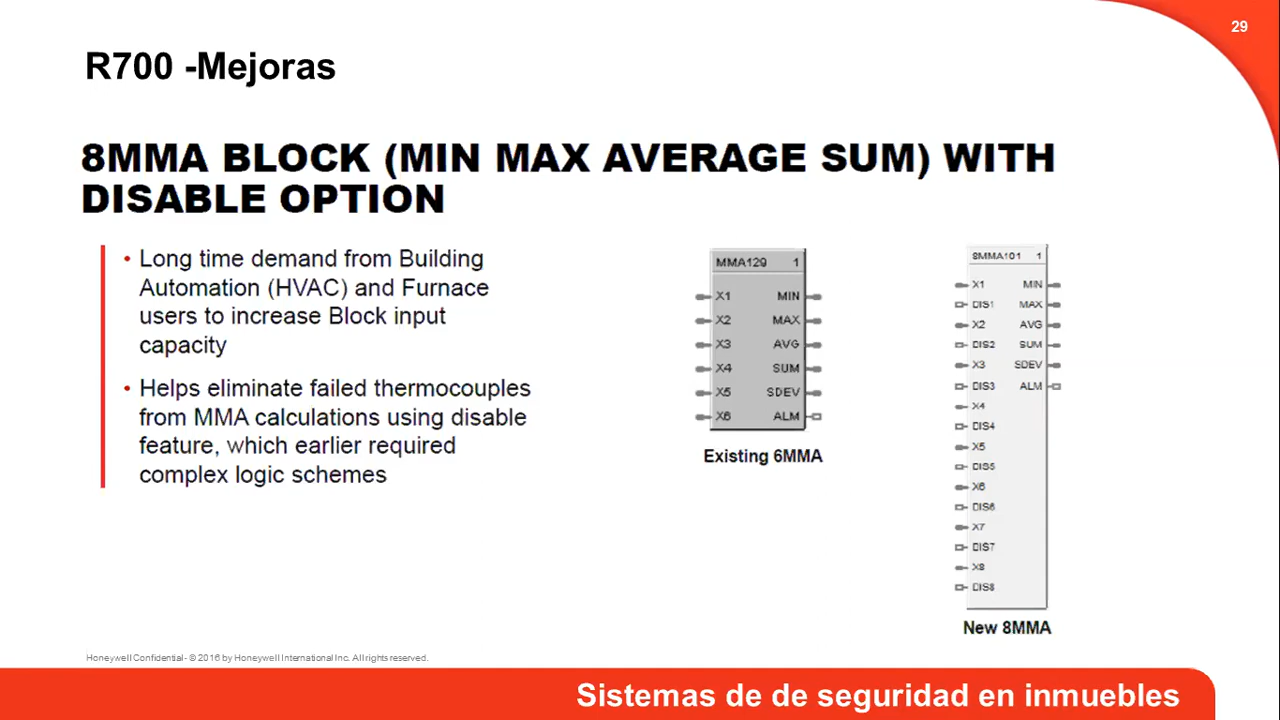 29
R700 -Mejoras
8MMA BLOCK (MIN MAX AVERAGE SUM) WITH
DISABLE OPTION
• Long time demand from Building
Automation (HVAC) and Furnace
users to increase Block input
capacity
• Helps eliminate failed thermocouples
from MMA calculations using disable
feature, which earlier required
complex logic schemes
MMA129 1
X1 MIN
X2 MAX
X3 AVG
X4 SUM
X5 SDEV
X6 ALM
Existing 6MMA
8MMA101 1
X1 MIN
DIS1 MAX
X2 AVG
DIS2 SUM
X3 SDEV
DIS3 ALM
X4
DIS4
X5
DIS5
X6
DIS6
X7
DIS7
X8
DIS8
New 8MMA
Honeywell Confidential - © 2016 by Honeywell International Inc. All rights reserved.
Sistemas de de seguridad en inmuebles